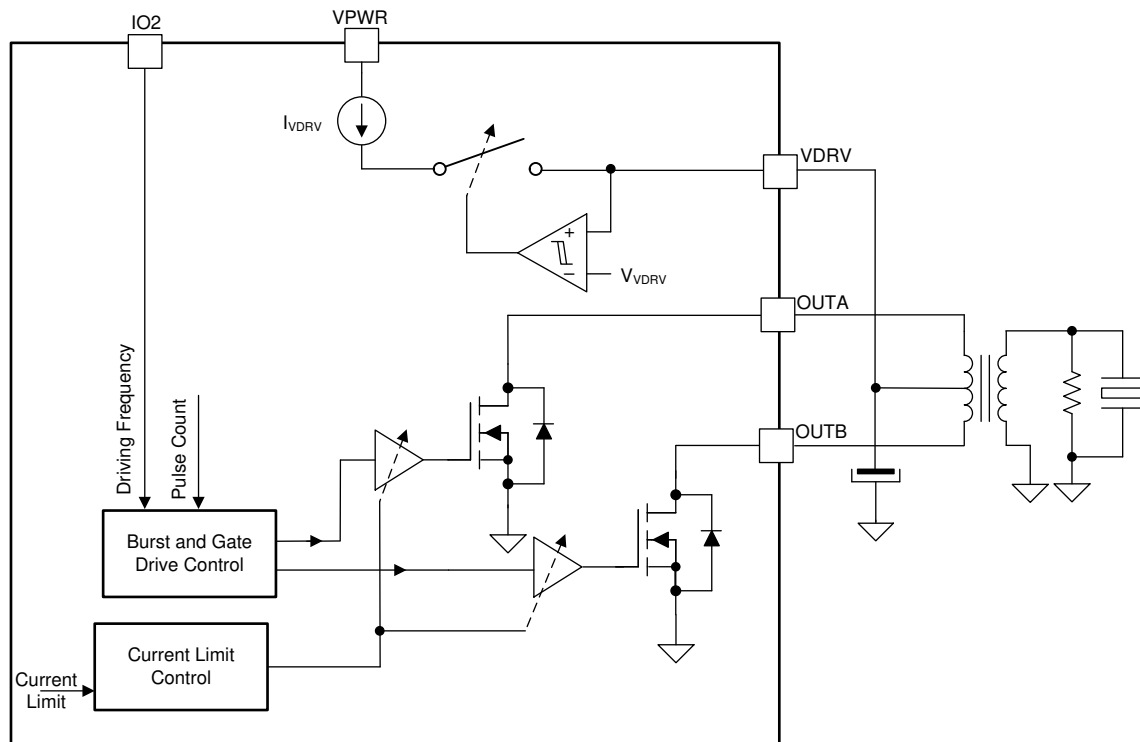 IO2
VPWR
I_VDRV
VDRV
+
−
V_VDRV
OUTA
OUTB
Driving Frequency
Pulse Count
Burst and Gate
Drive Control
Current Limit
Control
Current
Limit